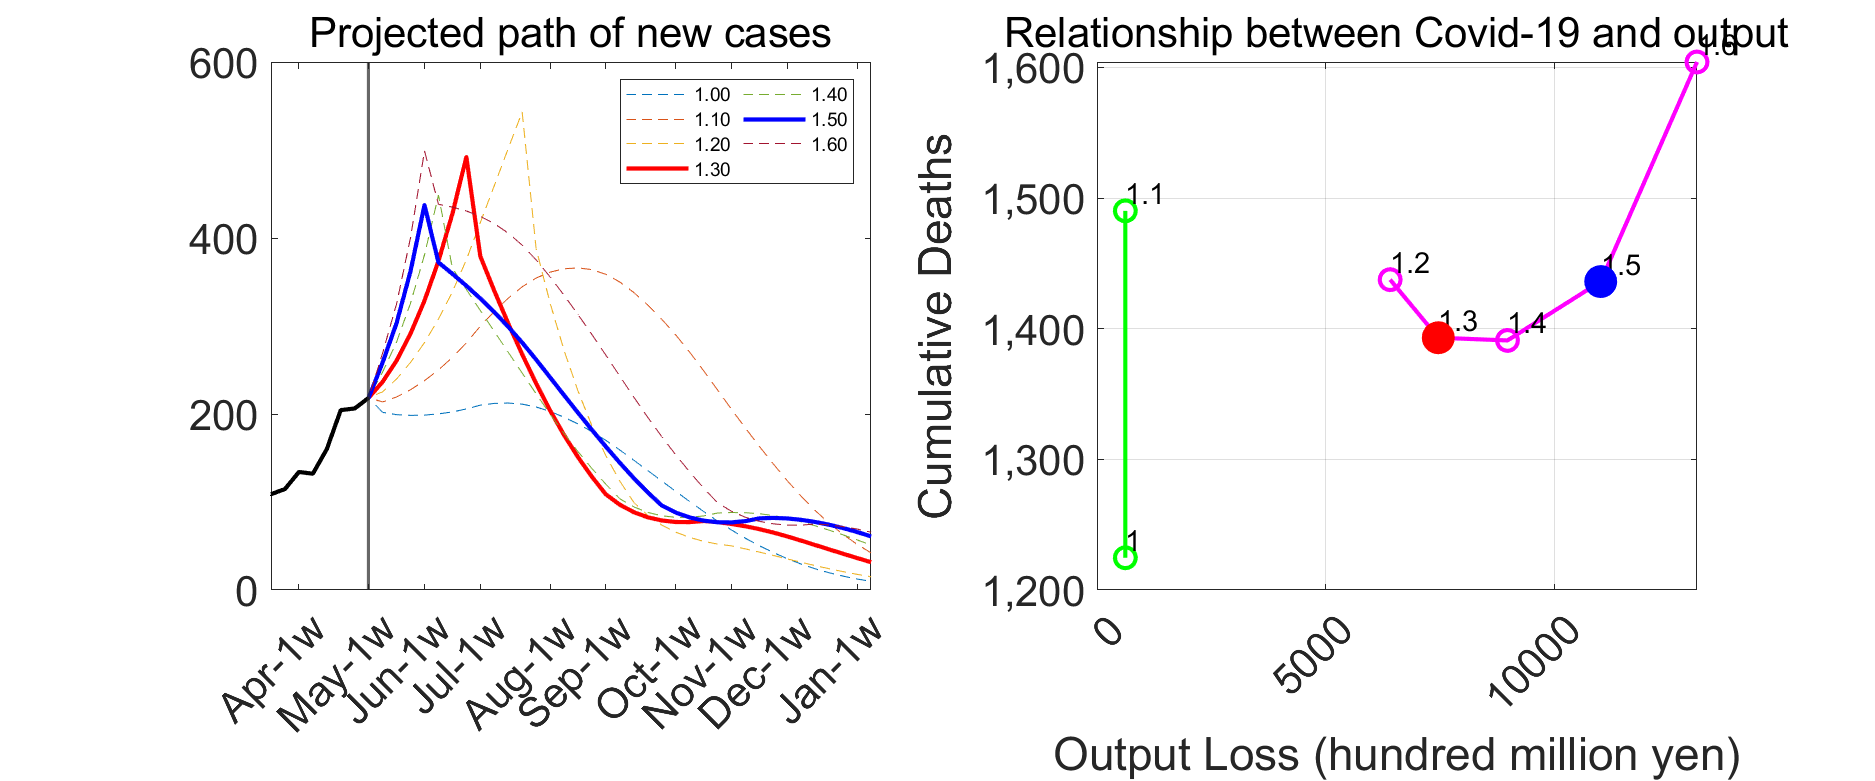 Projected path of new cases
600
400
200
0
1.00
1.10
1.20
1.30
1.40
1.50
1.60
Apr-1w
May-1w
Jun-1w
Jul-1w
Aug-1w
Sep-1w
Oct-1w
Nov-1w
Dec-1w
Jan-1w
Relationship between Covid-19 and output
Cumulative Deaths
1,600
1,500
1,400
1,300
1,200
1.6
1.1
1.2
1.5
1.3
1.4
1
0
5000
10000
Output Loss (hundred million yen)